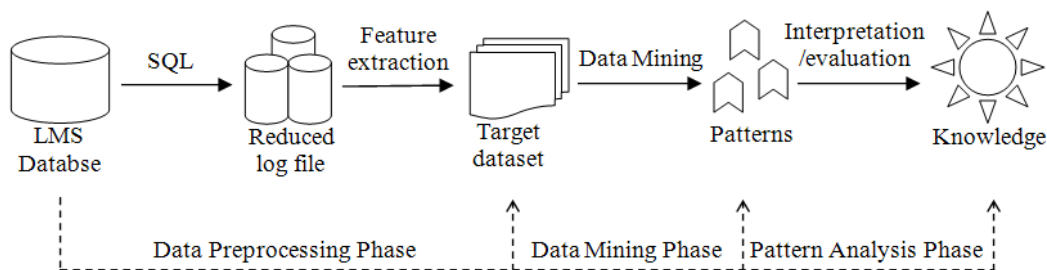 SQL
Feature
extraction
Data Mining
Interpretation
/evaluation
LMS
Databse
Reduced
log file
Target
dataset
Patterns
Knowledge
Data Preprocessing Phase
Data Mining Phase
Pattern Analysis Phase